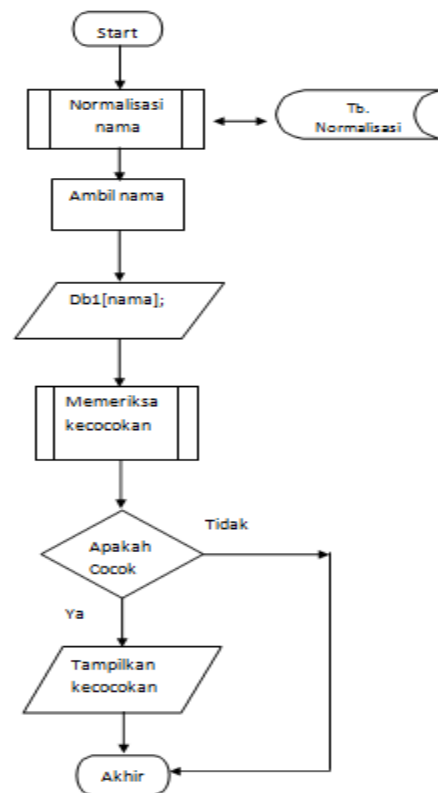 Start
Normalisasi
nama
Tb.
Normalisasi
Ambil nama
Db1[nama];
Memeriksa
kecocokan
Tidak
Apakah
Cocok
Ya
Tampilkan
kecocokan
Akhir